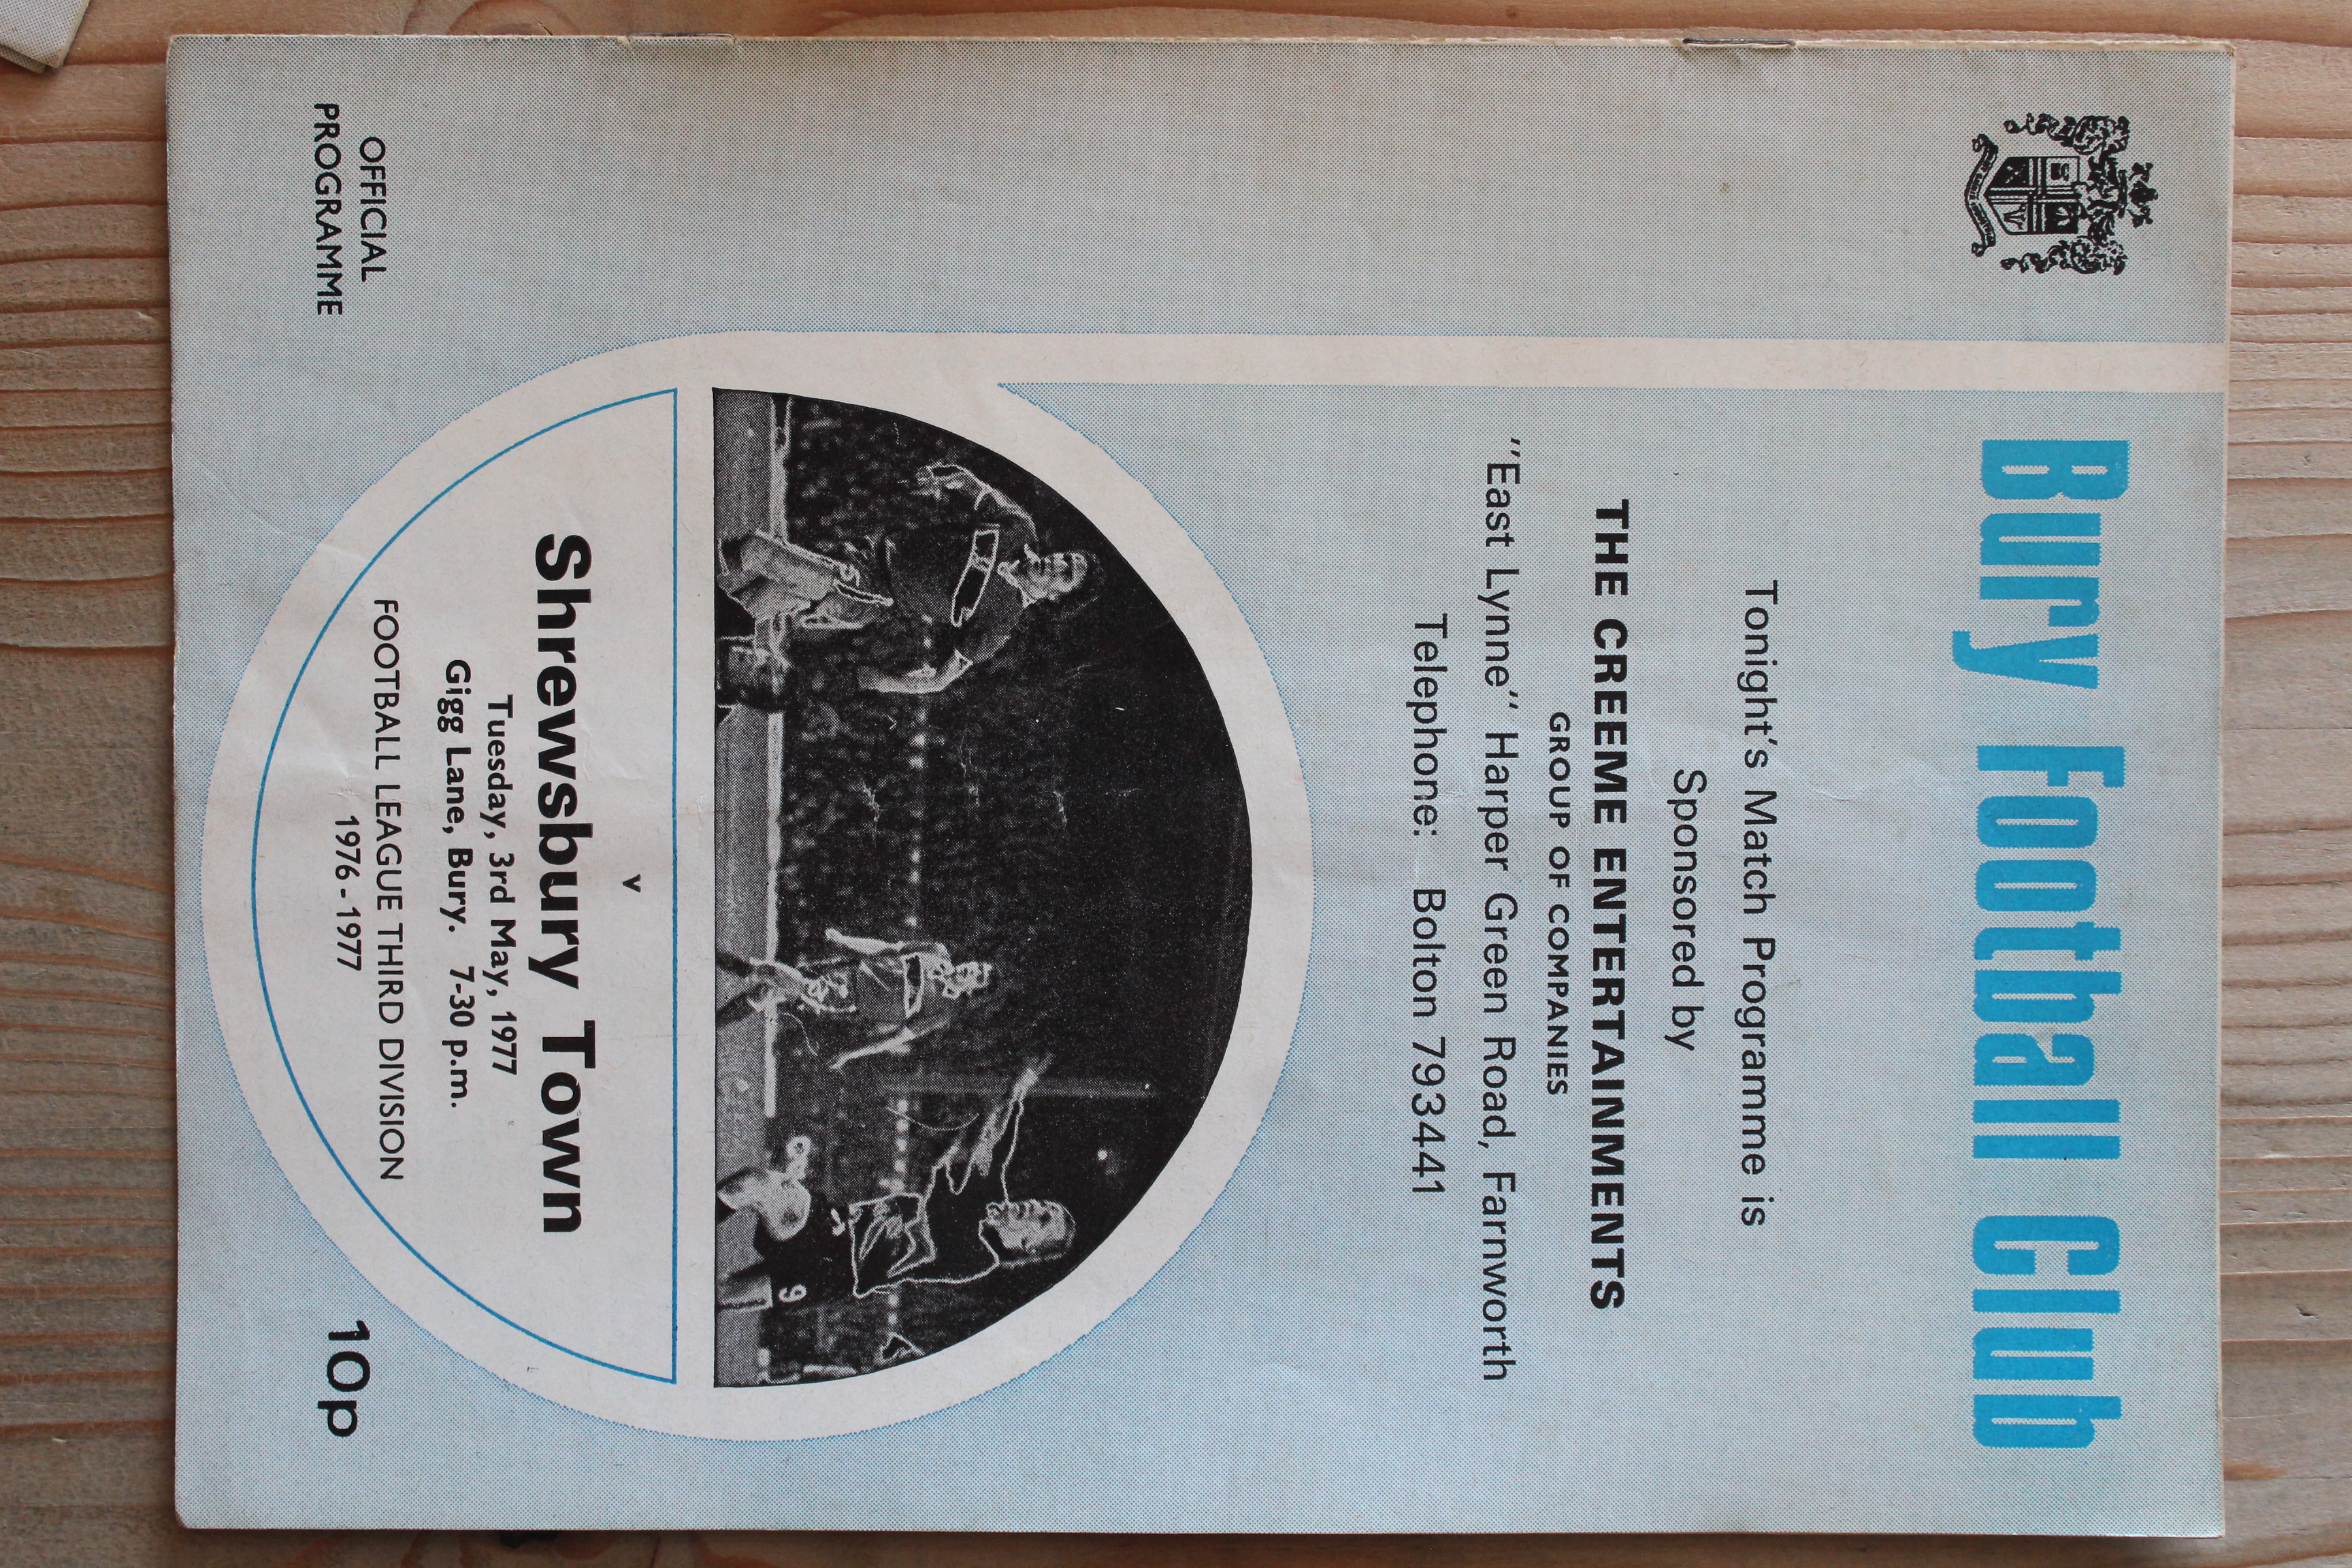 Bury Football Club
Tonight's Match Programme is
Sponsored by
THE CREEME ENTERTAINMENTS
GROUP OF COMPANIES
"East Lynne" Harper Green Road, Farnworth
Telephone: Bolton 793441
9
v
Shrewsbury Town
Tuesday, 3rd May, 1977
Gigg Lane, Bury. 7-30 p.m.
FOOTBALL LEAGUE THIRD DIVISION
1976-1977
OFFICIAL
PROGRAMME
10p